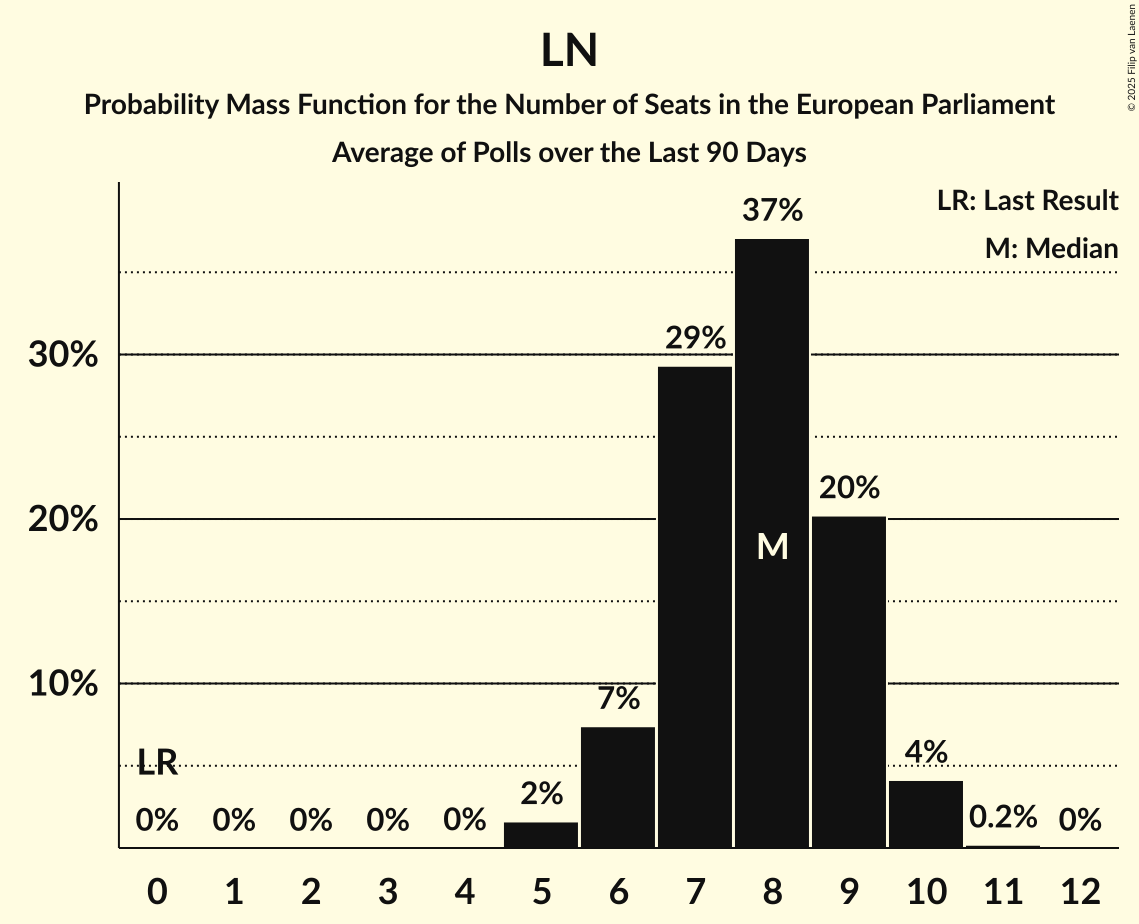 LN
Probability Mass Function for the Number of Seats in the European Parliament
Average of Polls over the Last 90 Days
© 2025 Filip van Laenen
LR: Last Result
M: Median
37%
29%
30%
20%
20%
M
10%
7%
LR
4%
2%
0% 0% 0% 0% 0% 0.2% 0%
0 1 2 3 4 5 6 7 8 9 10 11 12